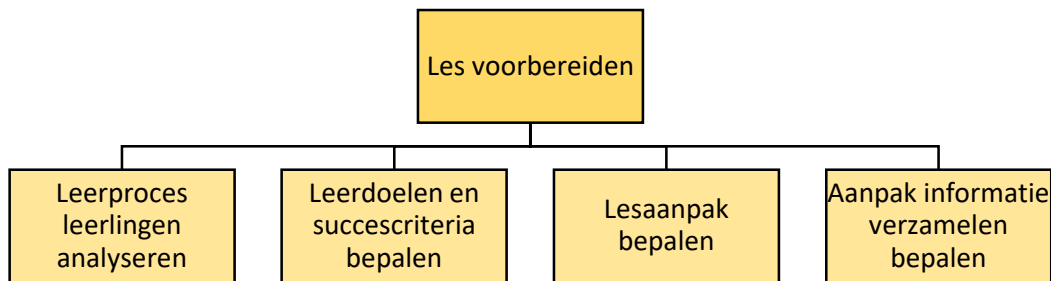 Les voorbereiden
Leerproces
leerlingen
analyseren
Leerdoelen en
succescriteria
bepalen
Lesaanpak
bepalen
Aanpak informatie
verzamelen
bepalen